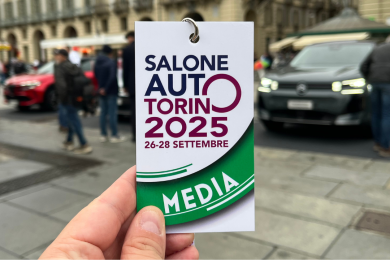 SALONE
AUTO
TORINO
2025
26-28 SETTEMBRE
MEDIA